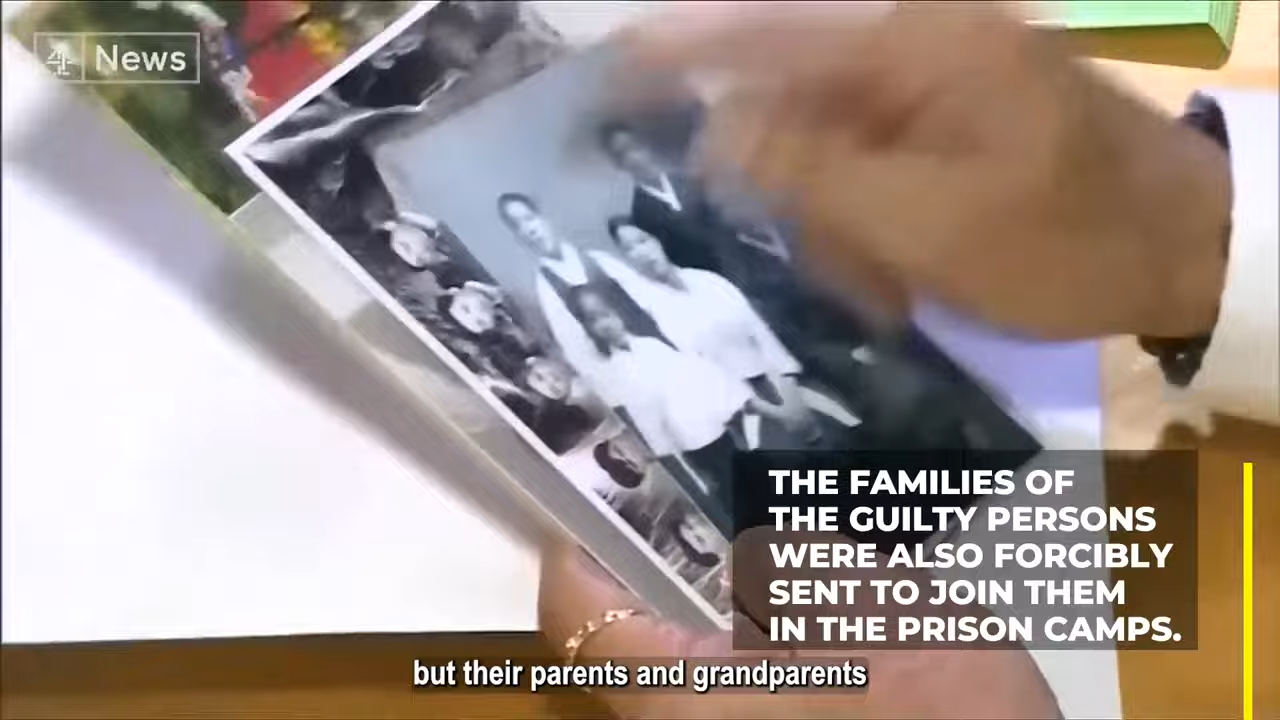 4 News
THE FAMILIES OF
THE GUILTY PERSONS
WERE ALSO FORCIBLY
SENT TO JOIN THEM
IN THE PRISON CAMPS.
but their parents and grandparents